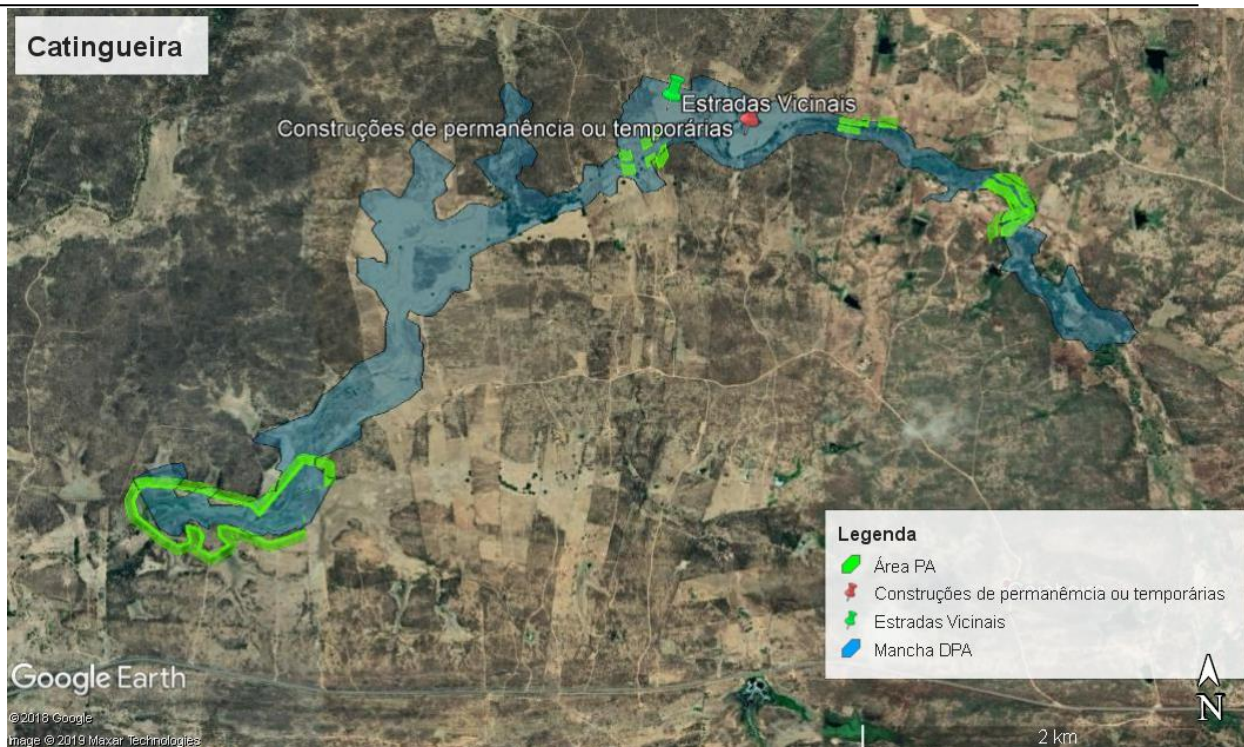 Catingueira
Estradas Vicinais
Construções de permanência ou temporárias
Legenda
Área PA
Construções de permanêmcia ou temporárias
Estradas Vicinais
Mancha DPA
Google Earth
©2018 Google
Image © 2019 Maxar Technologies
N
2 km